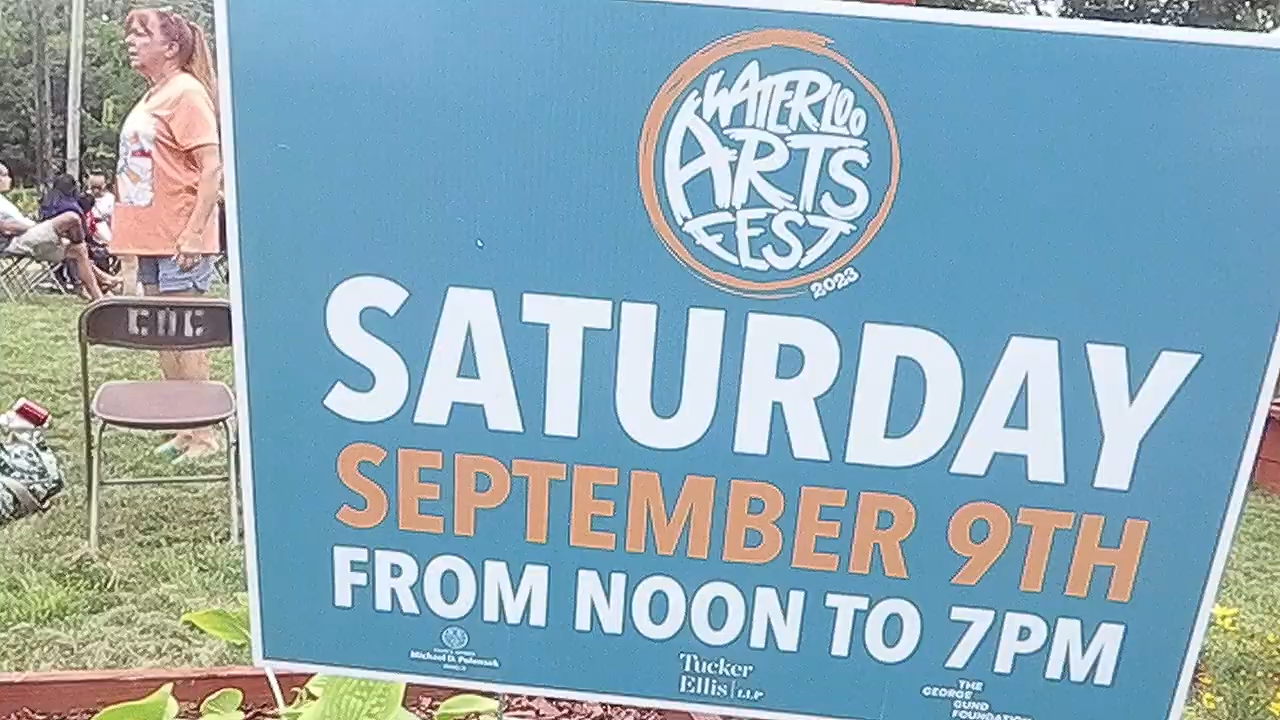 WATERLOO
ARTS
FEST
2023
SATURDAY
SEPTEMBER 9TH
FROM NOON TO 7PM
Michael D. Polensek
Tucker
Ellis | LLP
THE
GEORGE
GUND
FOUNDATION
CDC